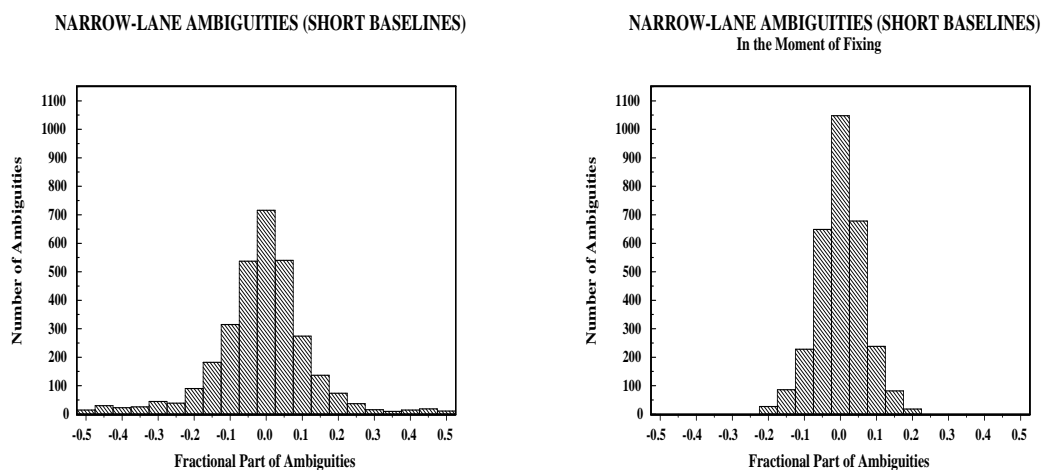 NARROW-LANE AMBIGUITIES (SHORT BASELINES)
1100
1000
900
800
700
600
500
400
300
200
100
0
Number of Ambiguities
-0.5 -0.4 -0.3 -0.2 -0.1 0.0 0.1 0.2 0.3 0.4 0.5
Fractional Part of Ambiguities
NARROW-LANE AMBIGUITIES (SHORT BASELINES)
In the Moment of Fixing
1100
1000
900
800
700
600
500
400
300
200
100
0
Number of Ambiguities
-0.5 -0.4 -0.3 -0.2 -0.1 0.0 0.1 0.2 0.3 0.4 0.5
Fractional Part of Ambiguities